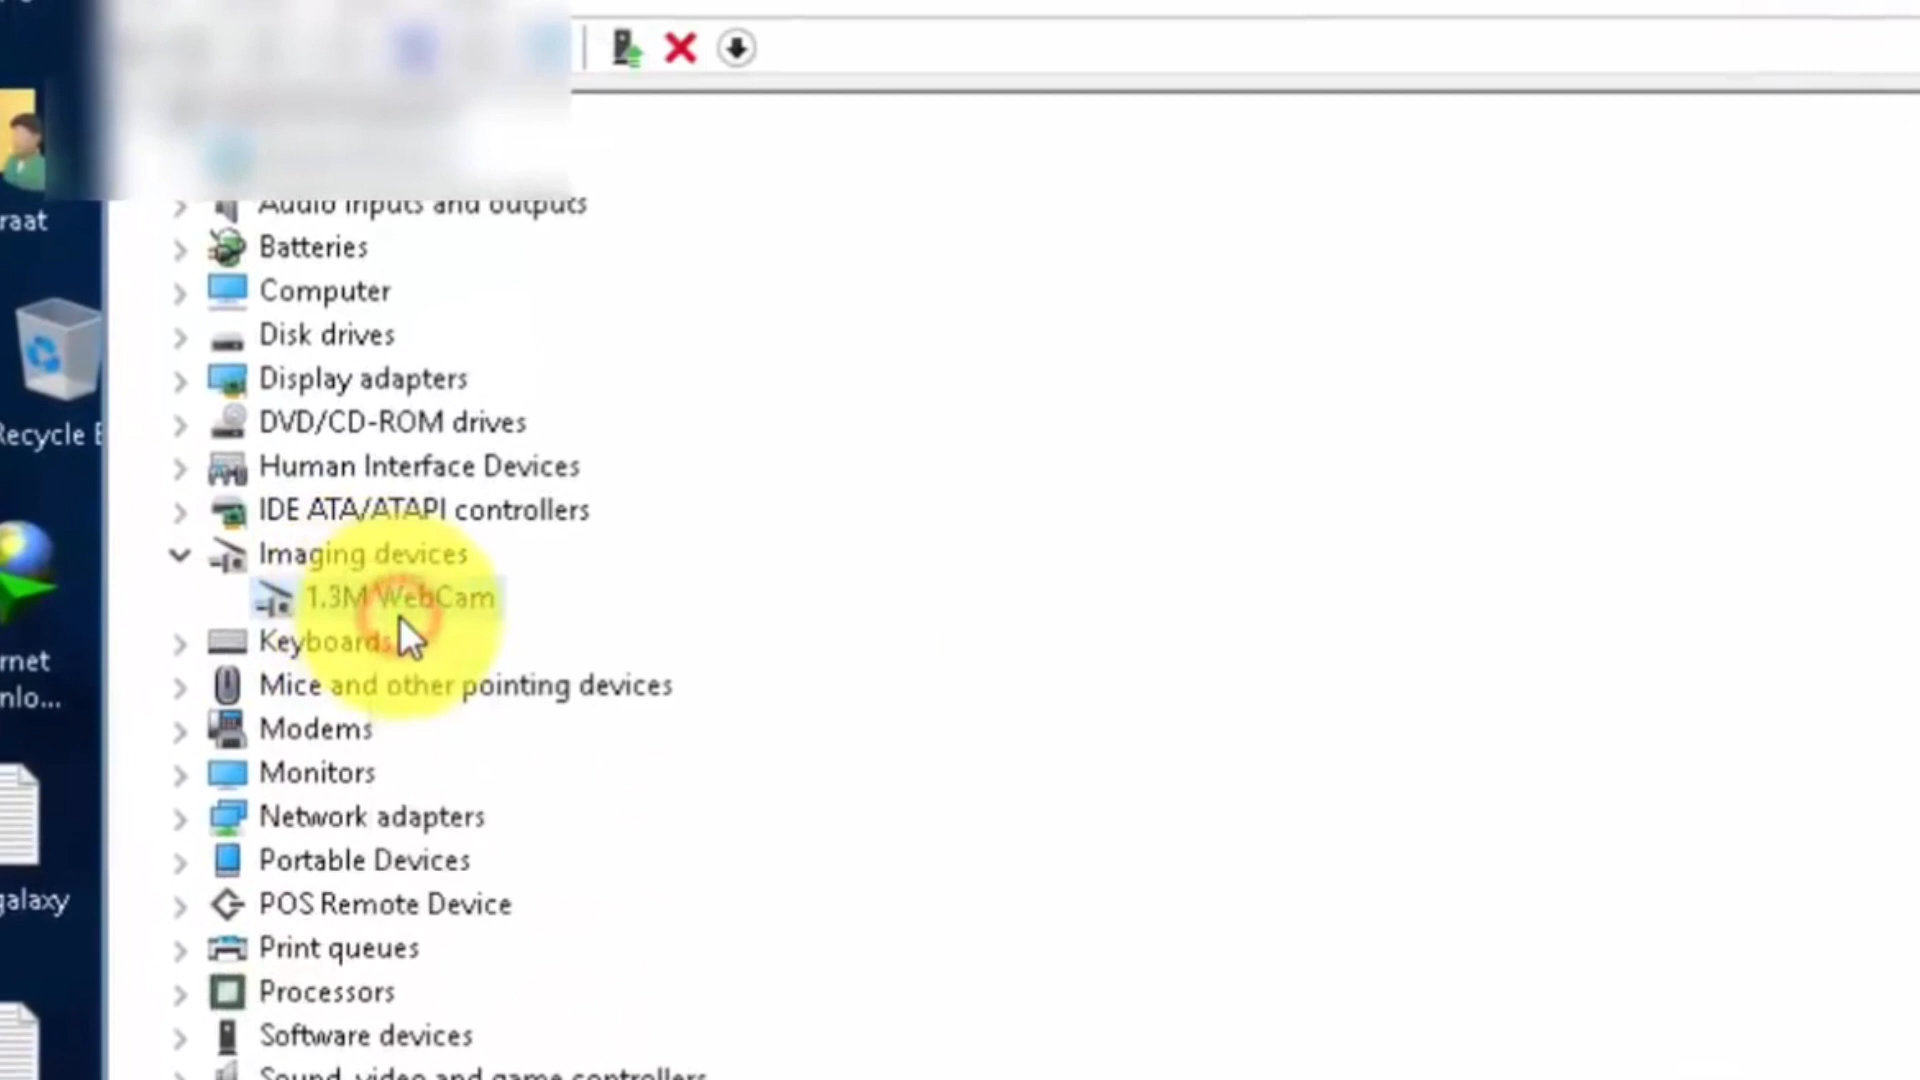 raat
Recycle
rnet
nlo...
galaxy
Audio inputs and outputs
Batteries
Computer
Disk drives
Display adapters
DVD/CD-ROM drives
Human Interface Devices
IDE ATA/ATAPI controllers
Imaging devices
1.3M WebCam
Keyboards
Mice and other pointing devices
Modems
Monitors
Network adapters
Portable Devices
POS Remote Device
Print queues
Processors
Software devices
Sound, video and game controllers